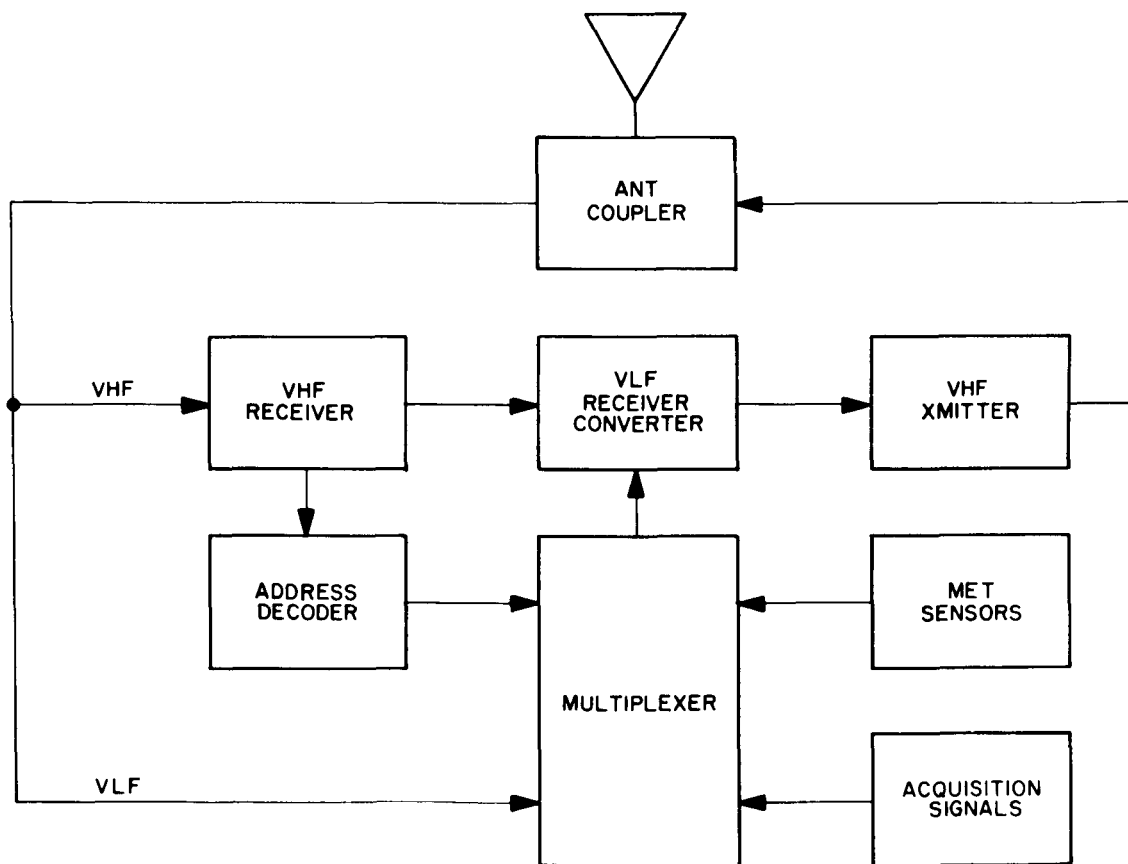 ANT
COUPLER
VHF
VHF
RECEIVER
VLF
RECEIVER
CONVERTER
VHF
XMITTER
ADDRESS
DECODER
MET
SENSORS
MULTIPLEXER
VLF
ACQUISITION
SIGNALS